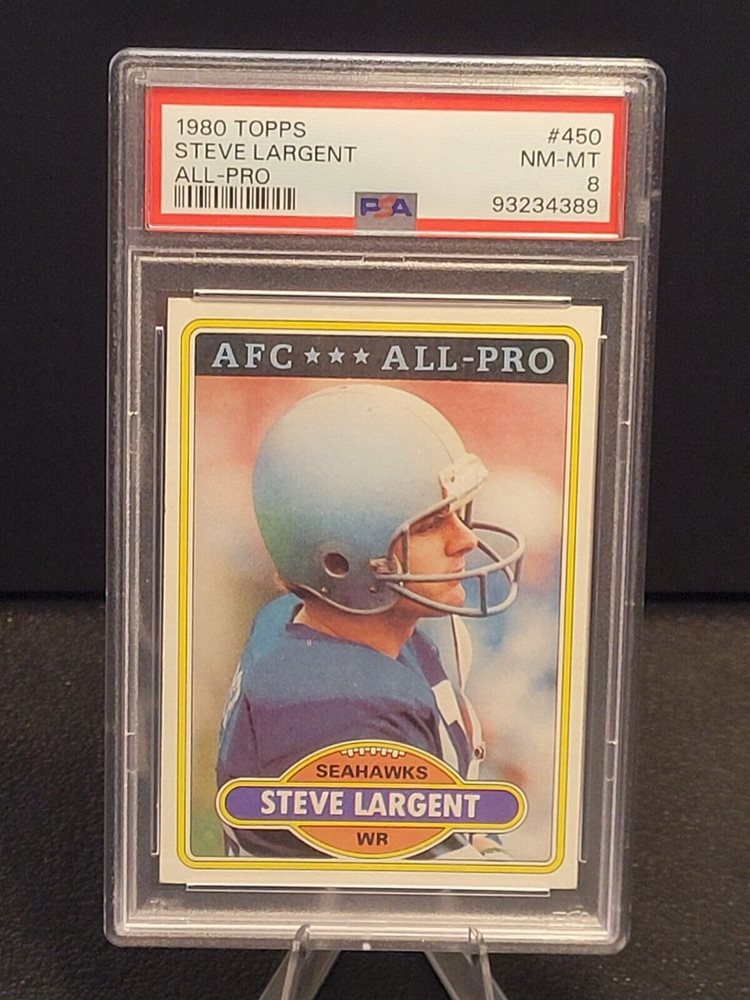 1980 TOPPS #450
STEVE LARGENT NM-MT
ALL-PRO 8
PSA 93234389
AFC ★★★ ALL-PRO
SEAHAWKS
STEVE LARGENT
WR